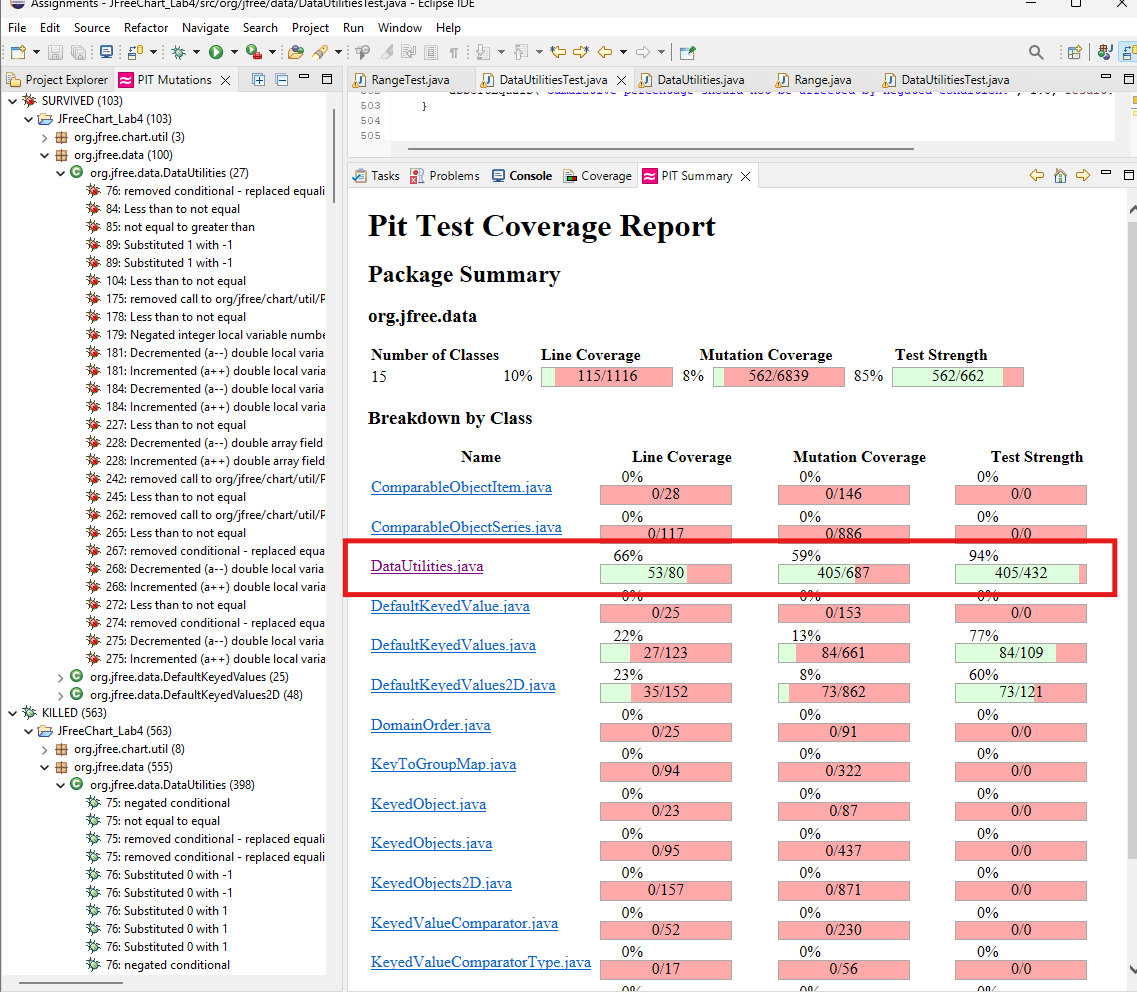 Assignments - JFreeChart_Lab4/src/org/jfree/data/DataUtilitiesTest.java - Eclipse IDE
File Edit Source Refactor Navigate Search Project Run Window Help
Project Explorer PIT Mutations
SURVIVED (103)
JFreeChart_Lab4 (103)
org.jfree.chart.util (3)
org.jfree.data (100)
org.jfree.data.DataUtilities (27)
76: removed conditional - replaced equali
84: Less than to not equal
85: not equal to greater than
89: Substituted 1 with -1
89: Substituted 1 with -1
104: Less than to not equal
175: removed call to org/jfree/chart/util/P
178: Less than to not equal
179: Negated integer local variable numbe
181: Decremented (a--) double local varia
181: Incremented (a++) double local varia
184: Decremented (a--) double local varia
184: Incremented (a++) double local varia
227: Less than to not equal
228: Decremented (a--) double array field
228: Incremented (a++) double array field
242: removed call to org/jfree/chart/util/P
245: Less than to not equal
262: removed call to org/jfree/chart/util/P
265: Less than to not equal
267: removed conditional - replaced equa
268: Decremented (a--) double local varia
268: Incremented (a++) double local varia
272: Less than to not equal
274: removed conditional - replaced equa
275: Decremented (a--) double local varia
275: Incremented (a++) double local varia
org.jfree.data.DefaultKeyedValues (25)
org.jfree.data.DefaultKeyedValues2D (48)
KILLED (563)
JFreeChart_Lab4 (563)
org.jfree.chart.util (8)
org.jfree.data (555)
org.jfree.data.DataUtilities (398)
75: negated conditional
75: not equal to equal
75: removed conditional - replaced equali
75: removed conditional - replaced equali
76: Substituted 0 with -1
76: Substituted 0 with -1
76: Substituted 0 with 1
76: Substituted 0 with 1
76: Substituted 0 with 1
76: negated conditional
RangeTest.java DataUtilitiesTest.java DataUtilities.java Range.java DataUtilitiesTest.java
503 }
504
505
Tasks Problems Console Coverage PIT Summary
Pit Test Coverage Report
Package Summary
org.jfree.data
Number of Classes Line Coverage Mutation Coverage Test Strength
15 10% 115/1116 8% 562/6839 85% 562/662
Breakdown by Class
Name Line Coverage Mutation Coverage Test Strength
0% 0% 0%
ComparableObjectItem.java 0/28 0/146 0/0
0% 0% 0%
ComparableObjectSeries.java 0/117 0/886 0/0
66% 59% 94%
DataUtilities.java 53/80 405/687 405/432
0% 0% 0%
DefaultKeyedValue.java 0/25 0/153 0/0
22% 13% 77%
DefaultKeyedValues.java 27/123 84/661 84/109
23% 8% 60%
DefaultKeyedValues2D.java 35/152 73/862 73/121
0% 0% 0%
DomainOrder.java 0/25 0/91 0/0
0% 0% 0%
KeyToGroupMap.java 0/94 0/322 0/0
0% 0% 0%
KeyedObject.java 0/23 0/87 0/0
0% 0% 0%
KeyedObjects.java 0/95 0/437 0/0
0% 0% 0%
KeyedObjects2D.java 0/157 0/871 0/0
0% 0% 0%
KeyedValueComparator.java 0/52 0/230 0/0
0% 0% 0%
KeyedValueComparatorType.java 0/17 0/56 0/0